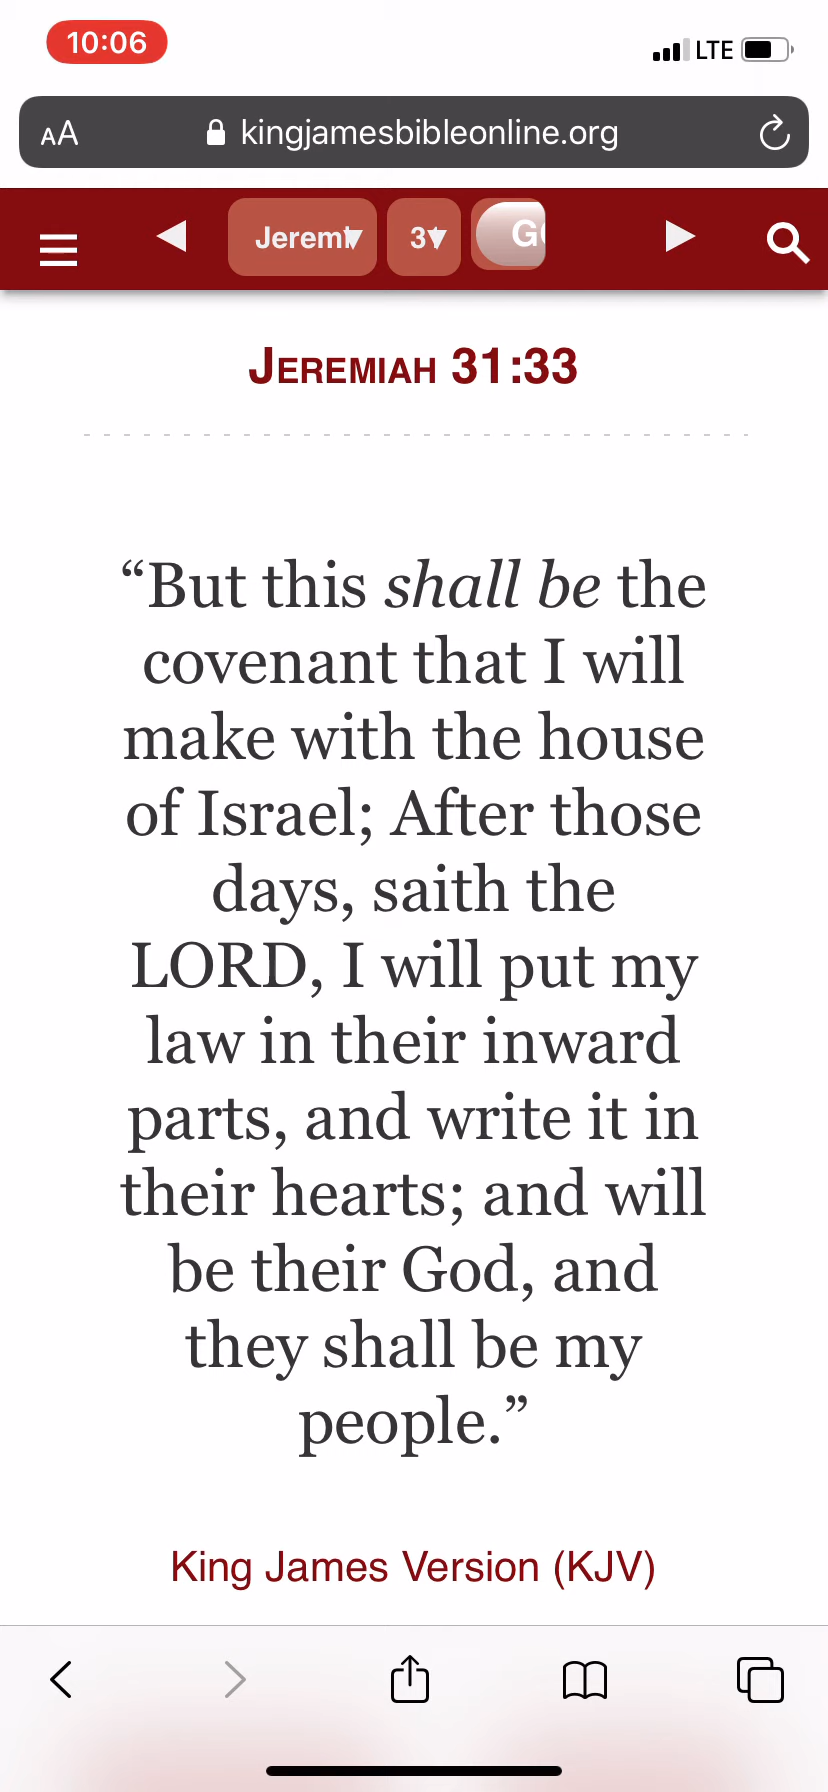 10:06
LTE
AA kingjamesbibleonline.org
JEREMIAH 31:33
“But this shall be the
covenant that I will
make with the house
of Israel; After those
days, saith the
LORD, I will put my
law in their inward
parts, and write it in
their hearts; and will
be their God, and
they shall be my
people.”
King James Version (KJV)